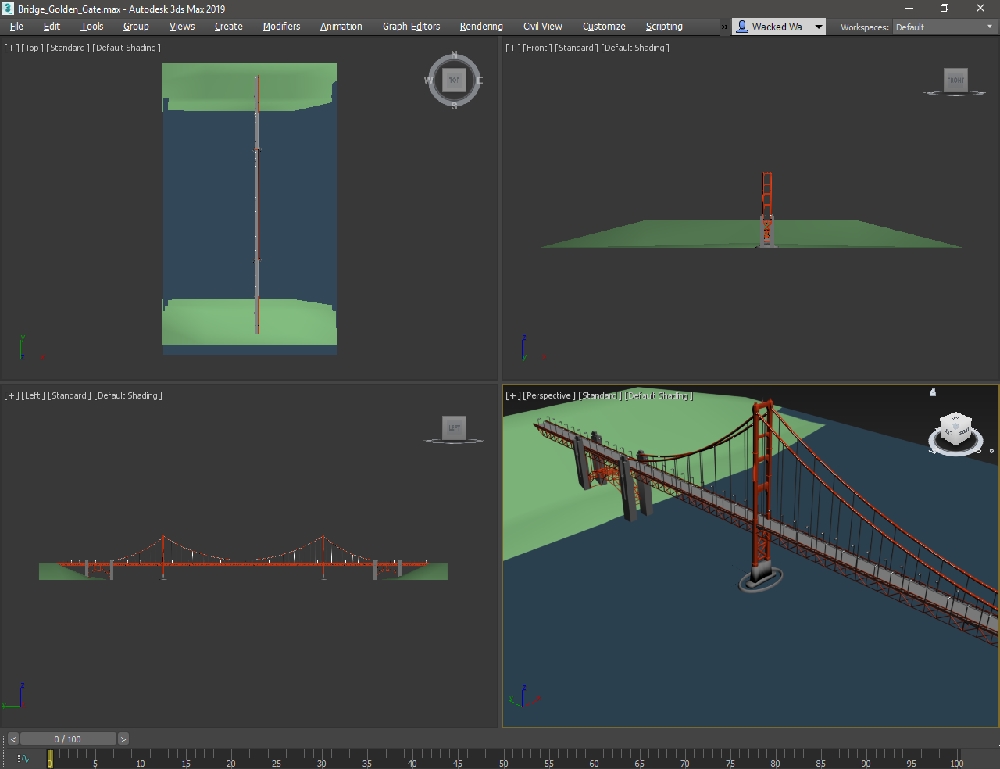 Bridge_Golden_Gate.max - Autodesk 3ds Max 2019
File Edit Tools Group Views Create Modifiers Animation Graph Editors Rendering Civil View Customize Scripting » Wacked Wa Workspaces: Default
[+] [Top] [Standard] [Default Shading]
[+] [Front] [Standard] [Default Shading]
N
W TOP E
S
FRONT
[+] [Left] [Standard] [Default Shading]
[+] [Perspective] [Standard] [Default Shading]
LEFT
< 0 / 100 >
0 5 10 15 20 25 30 35 40 45 50 55 60 65 70 75 80 85 90 95 100